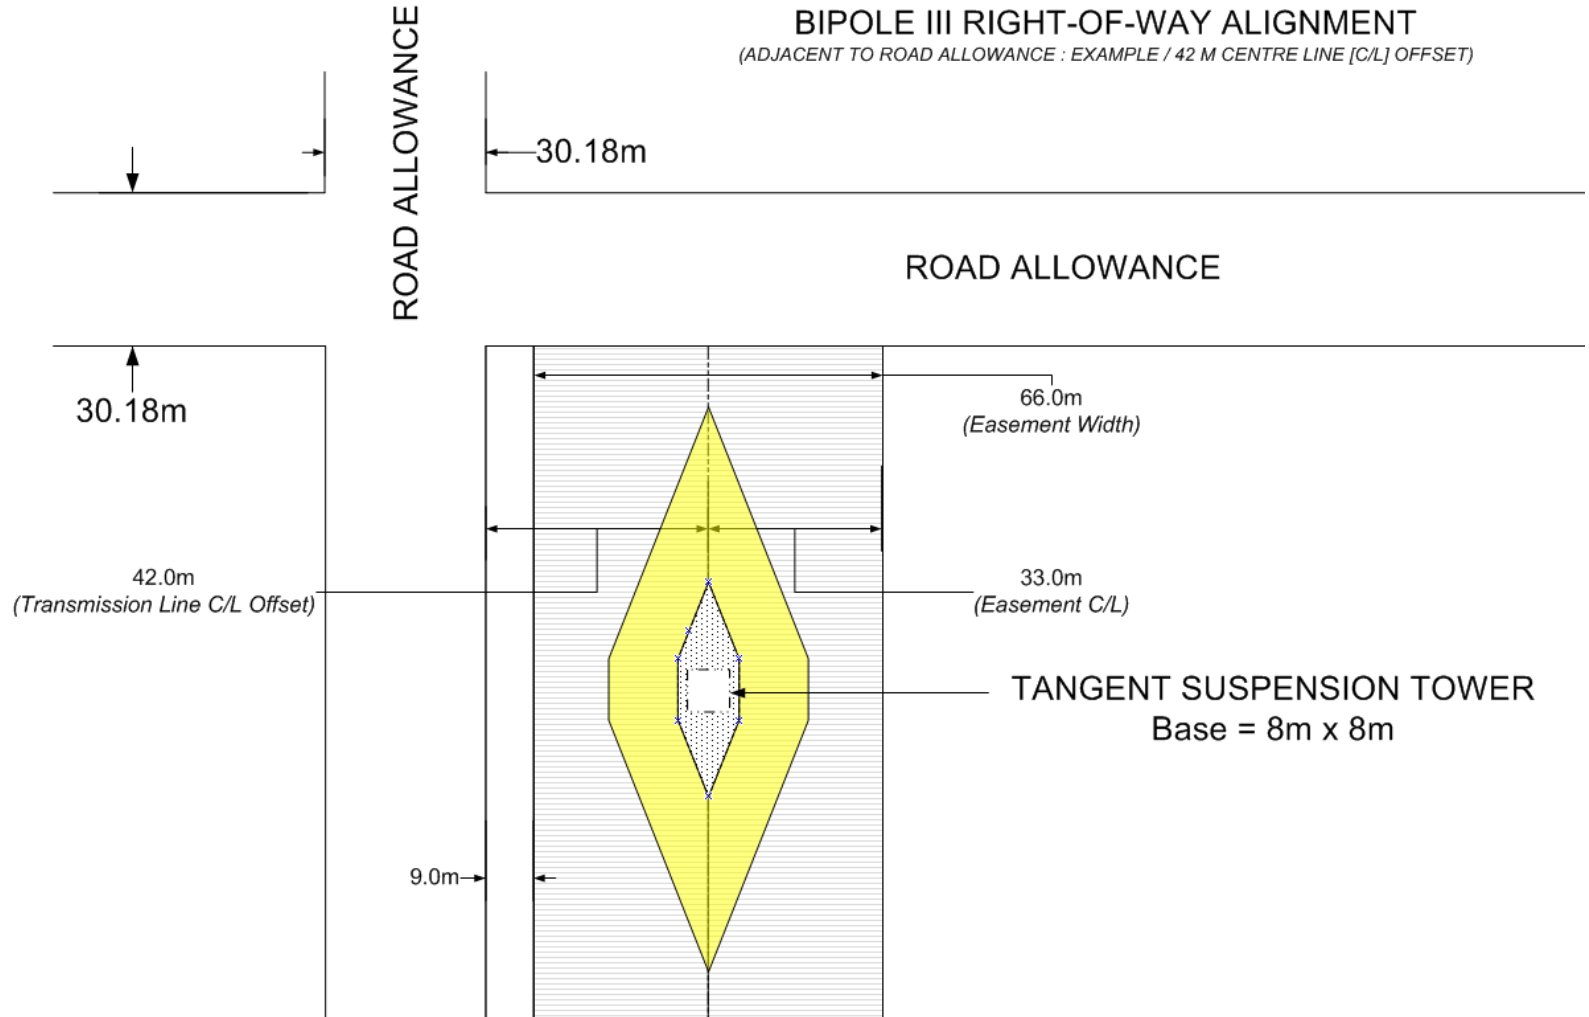 BIPOLE III RIGHT-OF-WAY ALIGNMENT
(ADJACENT TO ROAD ALLOWANCE : EXAMPLE / 42 M CENTRE LINE [C/L] OFFSET)
ROAD ALLOWANCE
30.18m
ROAD ALLOWANCE
30.18m
66.0m
(Easement Width)
42.0m
(Transmission Line C/L Offset)
33.0m
(Easement C/L)
TANGENT SUSPENSION TOWER
Base = 8m x 8m
9.0m